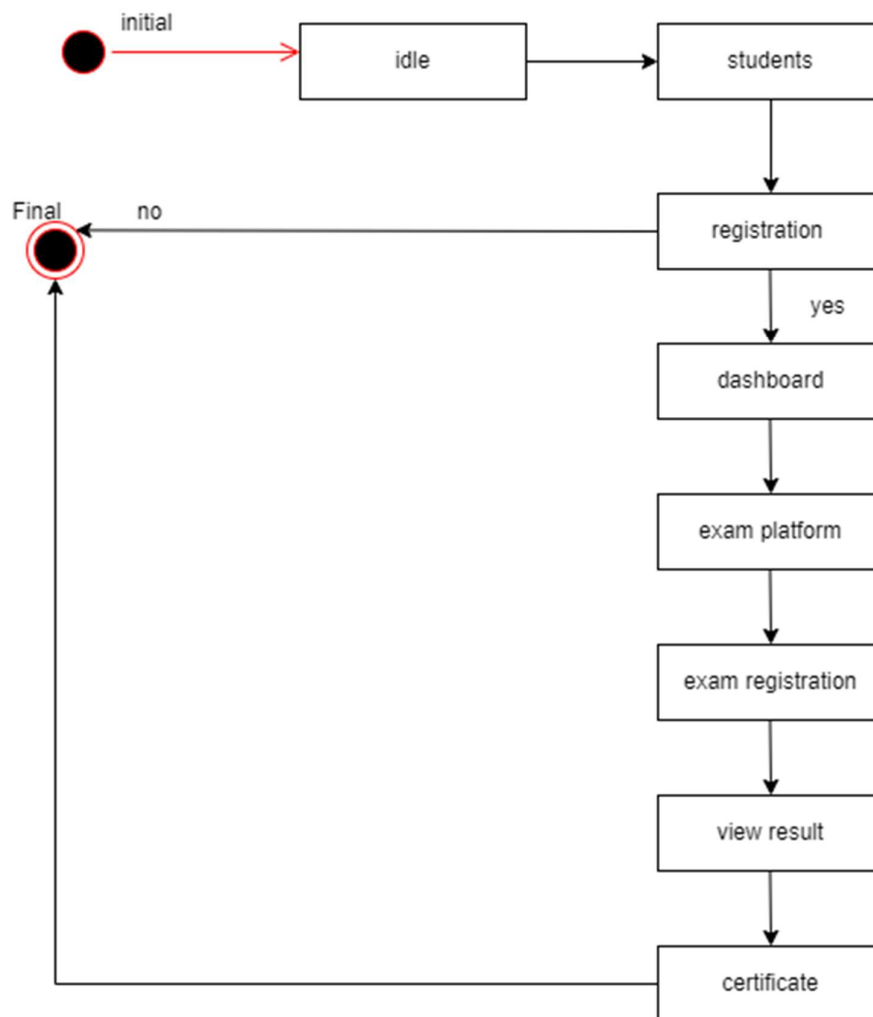 initial
idle
students
Final
no
registration
yes
dashboard
exam platform
exam registration
view result
certificate